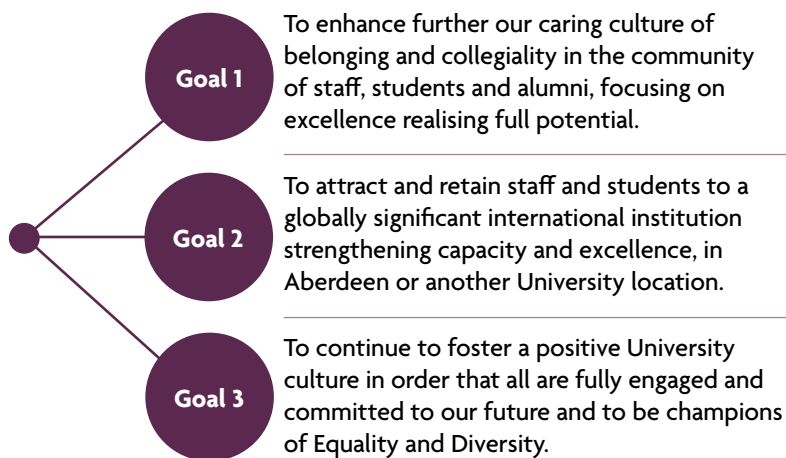 Goal 1
To enhance further our caring culture of
belonging and collegiality in the community
of staff, students and alumni, focusing on
excellence realising full potential.
Goal 2
To attract and retain staff and students to a
globally significant international institution
strengthening capacity and excellence, in
Aberdeen or another University location.
Goal 3
To continue to foster a positive University
culture in order that all are fully engaged and
committed to our future and to be champions
of Equality and Diversity.